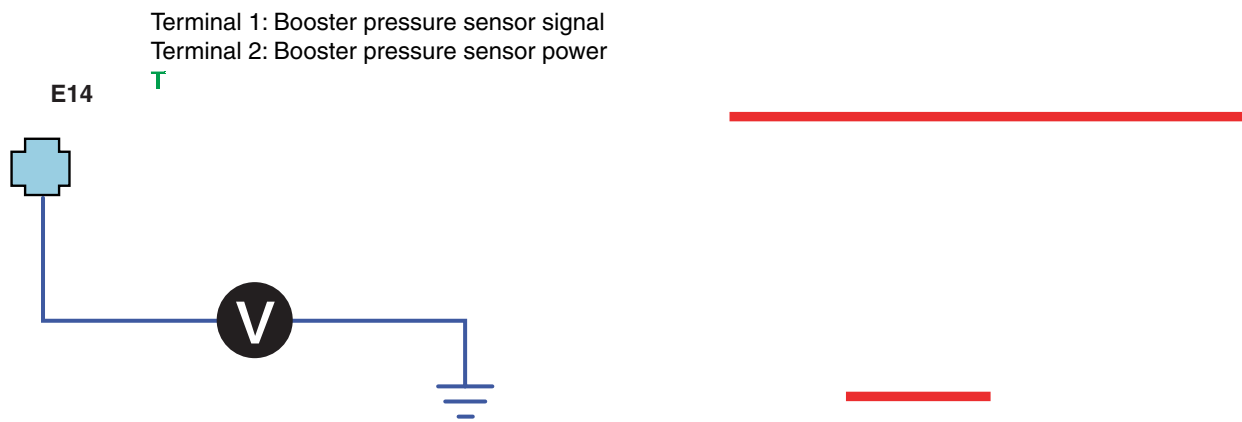 Terminal 1: Booster pressure sensor signal
Terminal 2: Booster pressure sensor power
T
E14
V